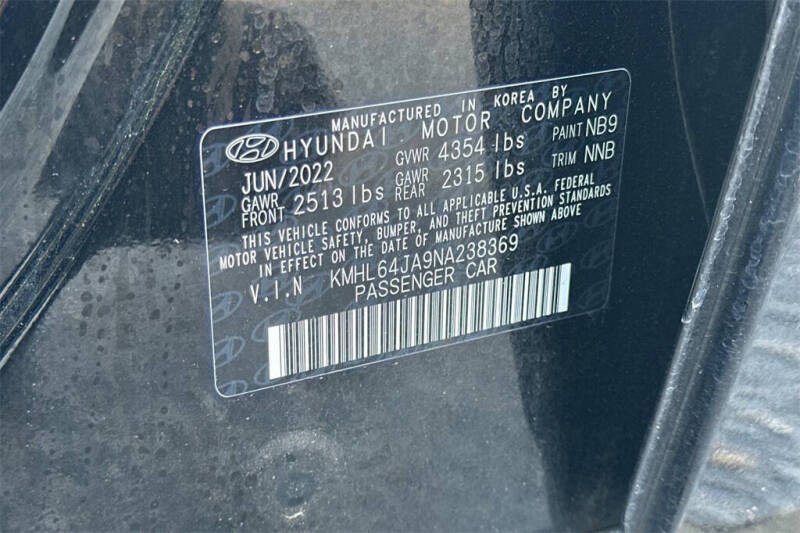 MANUFACTURED IN KOREA BY
HYUNDAI MOTOR COMPANY
JUN/2022 GVWR 4354 lbs PAINT NB9
GAWR FRONT 2513 lbs GAWR REAR 2315 lbs TRIM NNB
THIS VEHICLE CONFORMS TO ALL APPLICABLE U.S.A. FEDERAL
MOTOR VEHICLE SAFETY, BUMPER, AND THEFT PREVENTION STANDARDS
IN EFFECT ON THE DATE OF MANUFACTURE SHOWN ABOVE
V.I.N KMHL64JA9NA238369
PASSENGER CAR